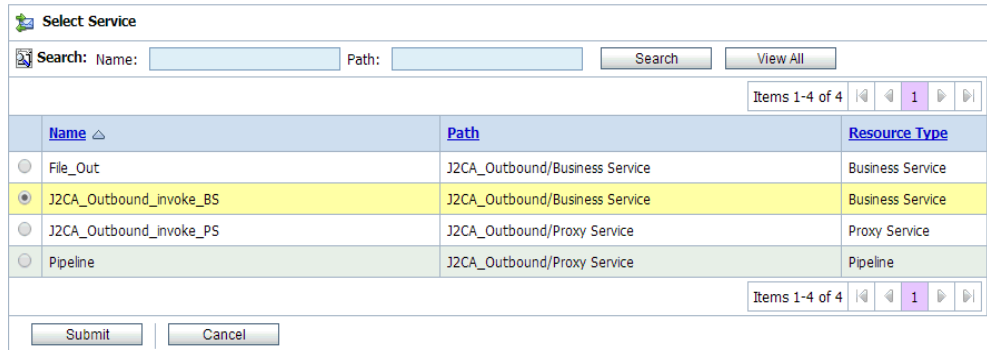 Select Service
Search: Name: Path: Search View All
Items 1-4 of 4 1
Name Path Resource Type
File_Out J2CA_Outbound/Business Service Business Service
J2CA_Outbound_invoke_BS J2CA_Outbound/Business Service Business Service
J2CA_Outbound_invoke_PS J2CA_Outbound/Proxy Service Proxy Service
Pipeline J2CA_Outbound/Proxy Service Pipeline
Items 1-4 of 4 1
Submit Cancel